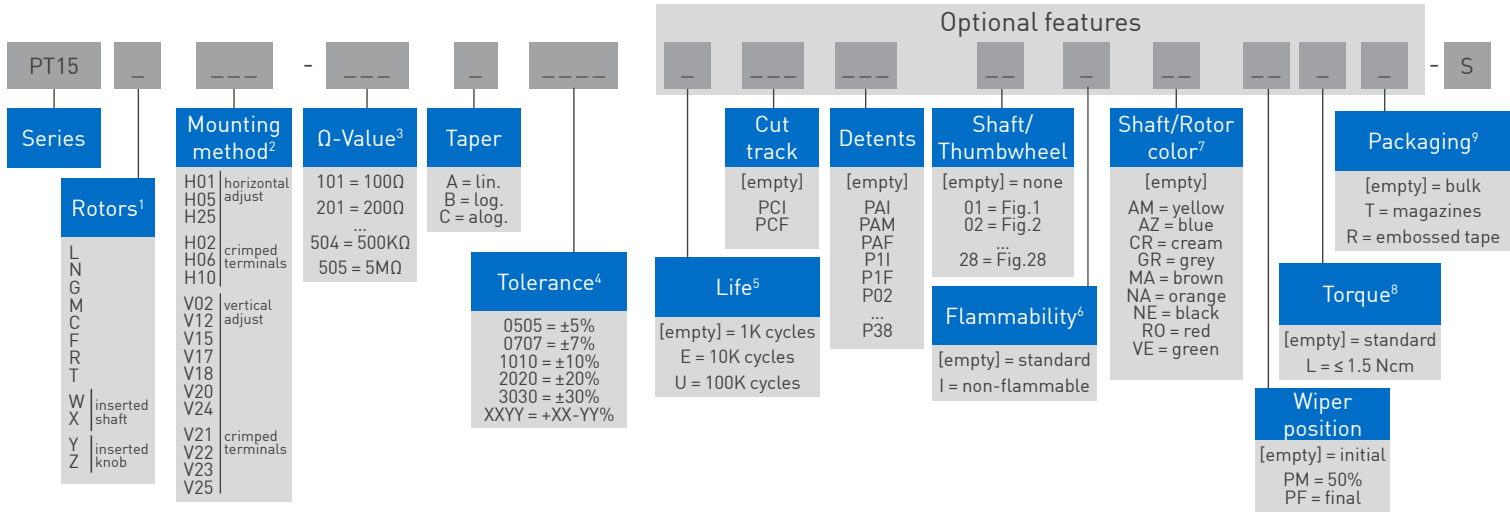 Optional features
PT15 _ _ _ _ - _ _ _ _ _ _ _ _ _ _ _ _ _ _ _ _ _ _ _ _ _ _ _ _ - S
Series
Rotors¹
L
N
G
M
C
F
R
T
W
X
inserted
shaft
Y
Z
inserted
knob
Mounting
method²
H01
H05
H25
horizontal
adjust
H02
H06
H10
crimped
terminals
V02
V12
V15
V17
V18
V20
V24
vertical
adjust
V21
V22
V23
V25
crimped
terminals
Ω-Value³
101 = 100Ω
201 = 200Ω
...
504 = 500KΩ
505 = 5MΩ
Taper
A = lin.
B = log.
C = alog.
Tolerance⁴
0505 = ±5%
0707 = ±7%
1010 = ±10%
2020 = ±20%
3030 = ±30%
XXYY = +XX-YY%
Life⁵
[empty] = 1K cycles
E = 10K cycles
U = 100K cycles
Cut
track
[empty]
PCI
PCF
Detents
[empty]
PAI
PAM
PAF
P1I
P1F
P02
...
P38
Shaft/
Thumbwheel
[empty] = none
01 = Fig.1
02 = Fig.2
...
28 = Fig.28
Flammability⁶
[empty] = standard
I = non-flammable
Shaft/Rotor
color⁷
[empty]
AM = yellow
AZ = blue
CR = cream
GR = grey
MA = brown
NA = orange
NE = black
RO = red
VE = green
Wiper
position
[empty] = initial
PM = 50%
PF = final
Torque⁸
[empty] = standard
L = ≤ 1.5 Ncm
Packaging⁹
[empty] = bulk
T = magazines
R = embossed tape